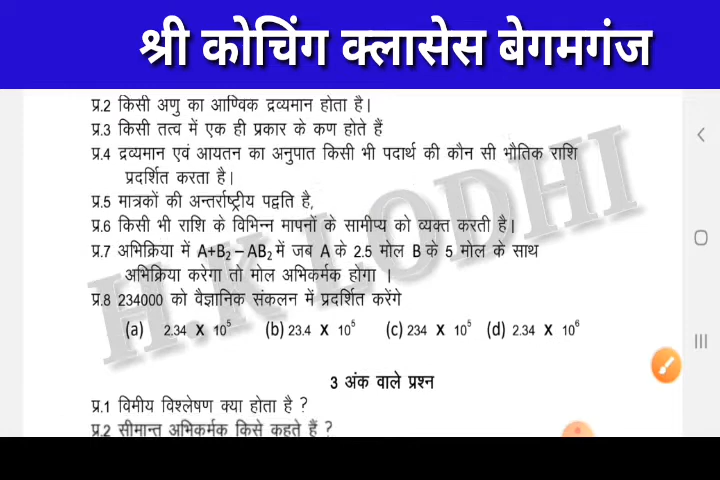 श्री कोचिंग क्लासेस बेगमगंज
प्र.2 किसी अणु का आण्विक द्रव्यमान होता है।
प्र.3 किसी तत्व में एक ही प्रकार के कण होते हैं
प्र.4 द्रव्यमान एवं आयतन का अनुपात किसी भी पदार्थ की कौन सी भौतिक राशि
प्रदर्शित करता है।
प्र.5 मात्रकों की अन्तर्राष्ट्रीय पद्वति है,
प्र.6 किसी भी राशि के विभिन्न मापनों के सामीप्य को व्यक्त करती है।
प्र.7 अभिक्रिया में A+B₂ – AB₂ में जब A के 2.5 मोल B के 5 मोल के साथ
अभिक्रिया करेगा तो मोल अभिकर्मक होगा ।
प्र.8 234000 को वैज्ञानिक संकलन में प्रदर्शित करेंगे
(a) 2.34 X 10⁵ (b) 23.4 X 10⁵ (c) 234 X 10⁵ (d) 2.34 X 10⁶
3 अंक वाले प्रश्न
प्र.1 विमीय विश्लेषण क्या होता है ?
प्र.2 सीमान्त अभिकर्मक किसे कहते हैं ?
H.K LODHI